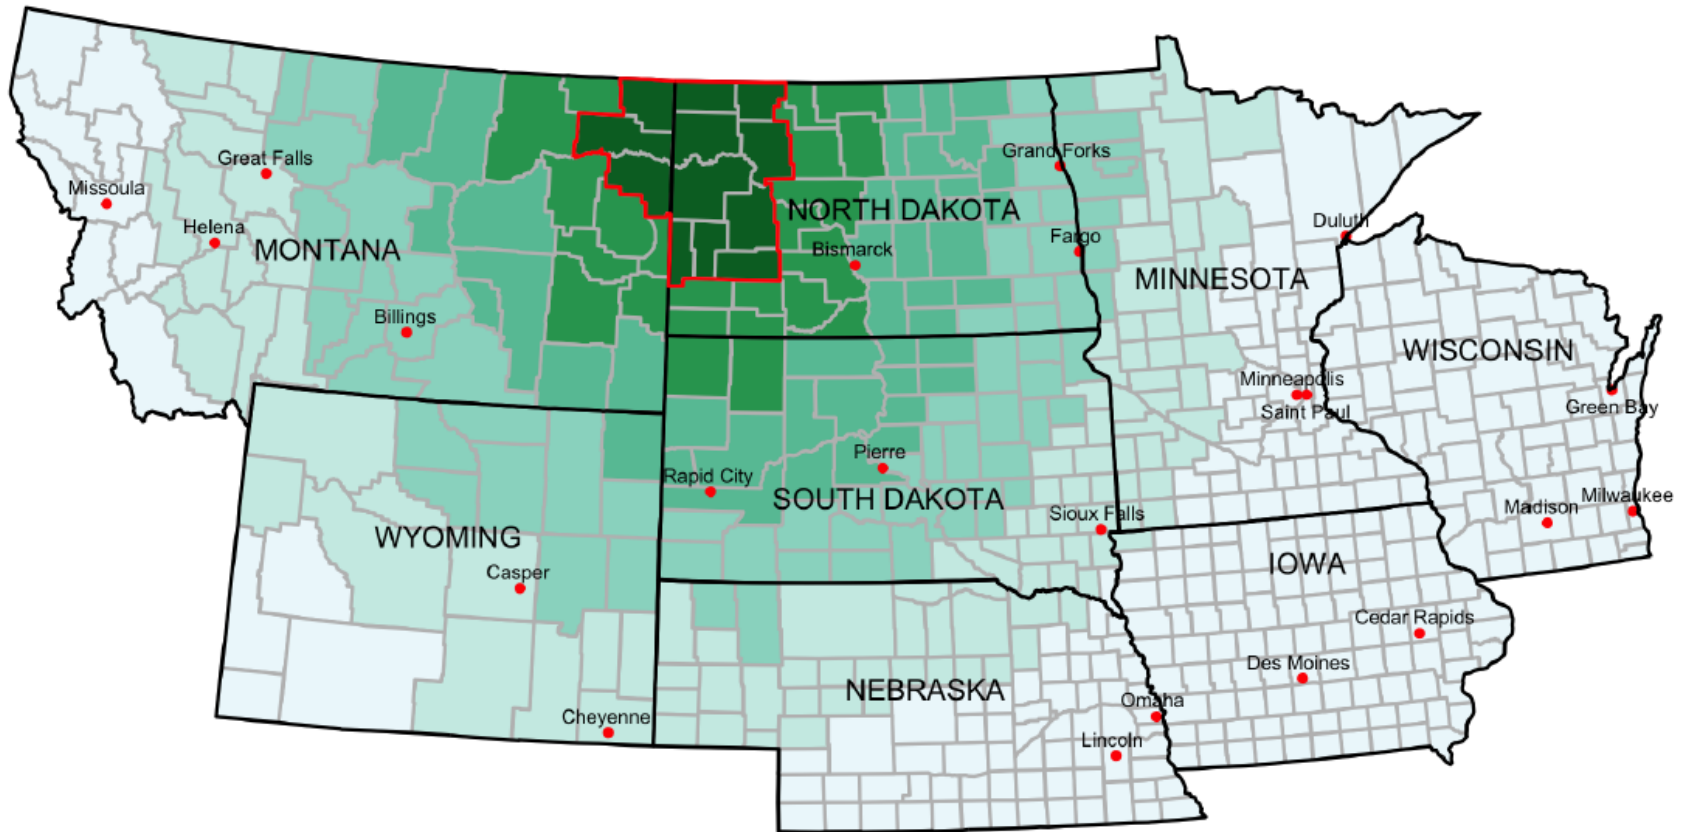 Great Falls
Missoula
Helena
MONTANA
Billings
Grand Forks
NORTH DAKOTA
Bismarck
Fargo
Duluth
MINNESOTA
WISCONSIN
Minneapolis
Saint Paul
Green Bay
Rapid City
Pierre
SOUTH DAKOTA
Sioux Falls
Madison
Milwaukee
WYOMING
Casper
IOWA
Cedar Rapids
Des Moines
NEBRASKA
Omaha
Cheyenne
Lincoln